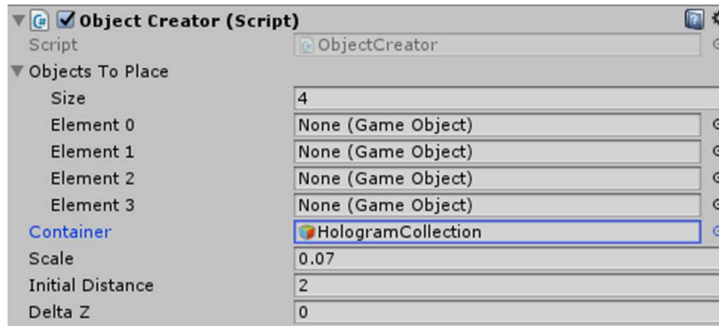 Object Creator (Script)
Script ObjectCreator
Objects To Place
Size 4
Element 0 None (Game Object)
Element 1 None (Game Object)
Element 2 None (Game Object)
Element 3 None (Game Object)
Container HologramCollection
Scale 0.07
Initial Distance 2
Delta Z 0